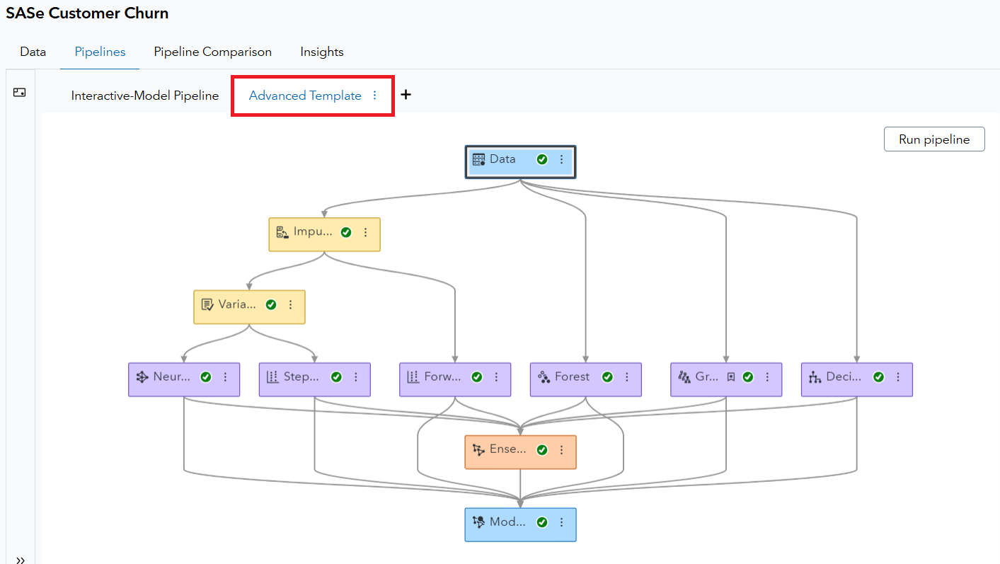 SASe Customer Churn
Data Pipelines Pipeline Comparison Insights
Interactive-Model Pipeline Advanced Template
Run pipeline
Data
Impu...
Varia...
Neur... Step... Forw... Forest Gr... Deci...
Ense...
Mod...